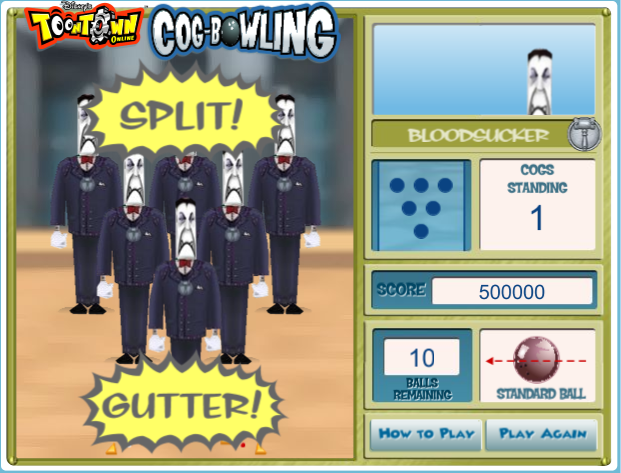 Disney's
TOONTOWN
ONLINE
COG-BOWLING
SPLIT!
BLOODSUCKER
COGS
STANDING
1
SCORE 500000
10
BALLS
REMAINING
STANDARD BALL
GUTTER!
HOW TO PLAY
PLAY AGAIN